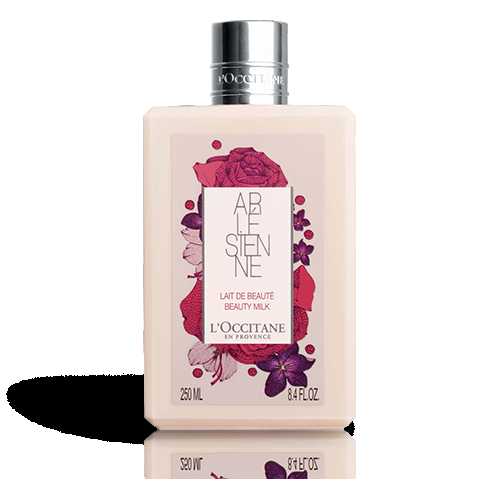 L'OCCITANE
AR
LÉ
SIEN
NE
LAIT DE BEAUTÉ
BEAUTY MILK
L'OCCITANE
EN PROVENCE
250 ML 8.4 FL.OZ.